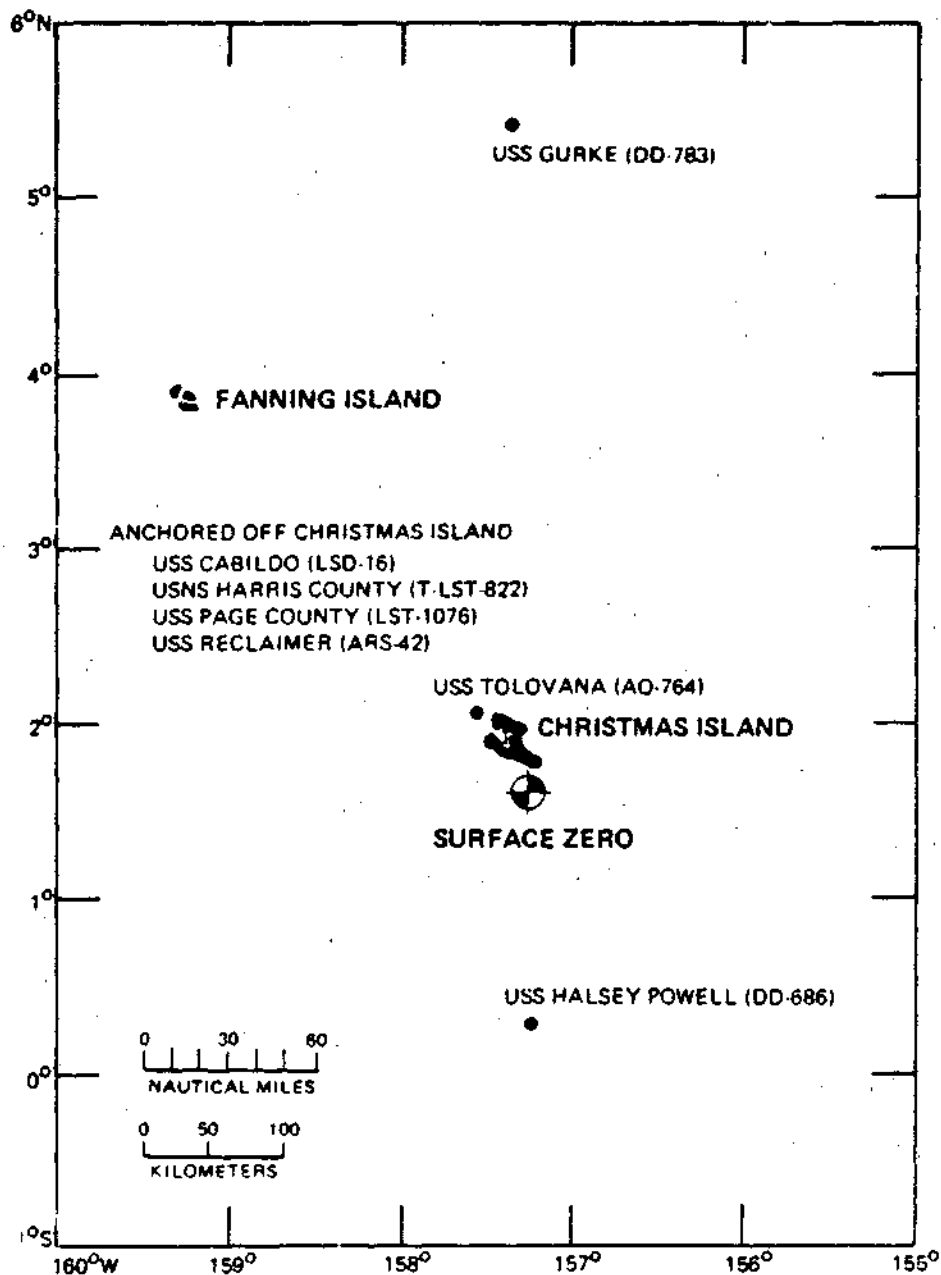 6°N
USS GURKE (DD-783)
5°
4°
FANNING ISLAND
ANCHORED OFF CHRISTMAS ISLAND
3°
USS CABILDO (LSD-16)
USNS HARRIS COUNTY (T-LST-822)
USS PAGE COUNTY (LST-1076)
USS RECLAIMER (ARS-42)
USS TOLOVANA (AO-764)
2°
CHRISTMAS ISLAND
SURFACE ZERO
1°
USS HALSEY POWELL (DD-686)
0 30 60
NAUTICAL MILES
0°
0 50 100
KILOMETERS
1°S
160°W 159° 158° 157° 156° 155°